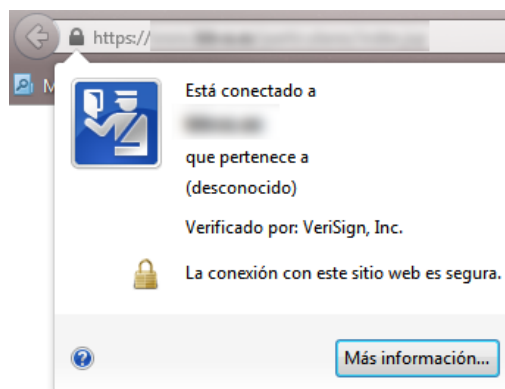 https://
M
Está conectado a
que pertenece a
(desconocido)
Verificado por: VeriSign, Inc.
La conexión con este sitio web es segura.
Más información...